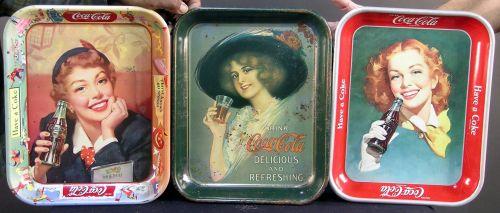 Coca-Cola
Have a Coke
Coca-Cola
DRINK
Coca-Cola
DELICIOUS
AND
REFRESHING
Coca-Cola
Have a Coke
Have a Coke
Coca-Cola